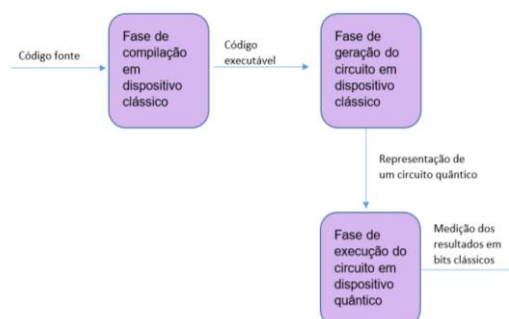 Código fonte
Fase de
compilação
em
dispositivo
clássico
Código
executável
Fase de
geração do
circuito em
dispositivo
clássico
Representação de
um circuito quântico
Fase de
execução do
circuito em
dispositivo
quântico
Medição dos
resultados em
bits clássicos